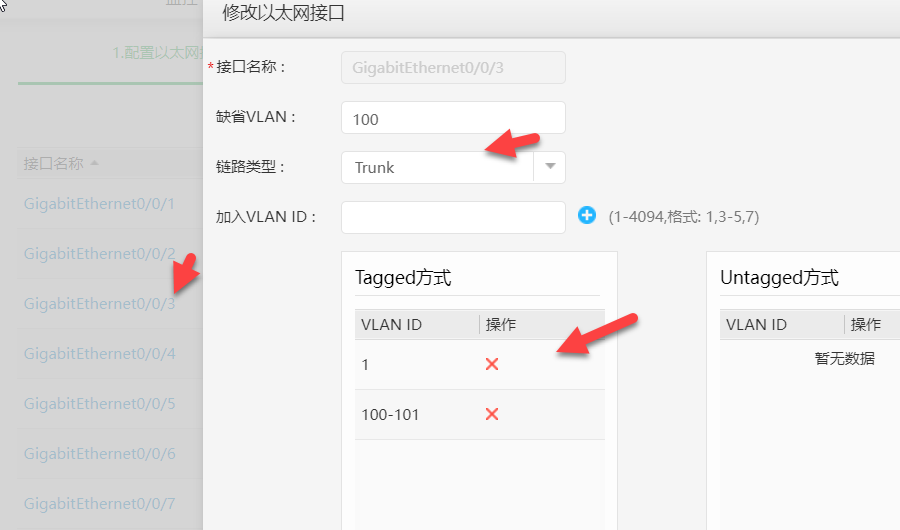 修改以太网接口
1.配置以太网
*接口名称：
GigabitEthernet0/0/3
缺省VLAN：
100
链路类型：
Trunk
加入VLAN ID：
(1-4094,格式: 1,3-5,7)
接口名称
GigabitEthernet0/0/1
GigabitEthernet0/0/2
GigabitEthernet0/0/3
GigabitEthernet0/0/4
GigabitEthernet0/0/5
GigabitEthernet0/0/6
GigabitEthernet0/0/7
Tagged方式
VLAN ID 操作
1
100-101
Untagged方式
VLAN ID 操作
暂无数据